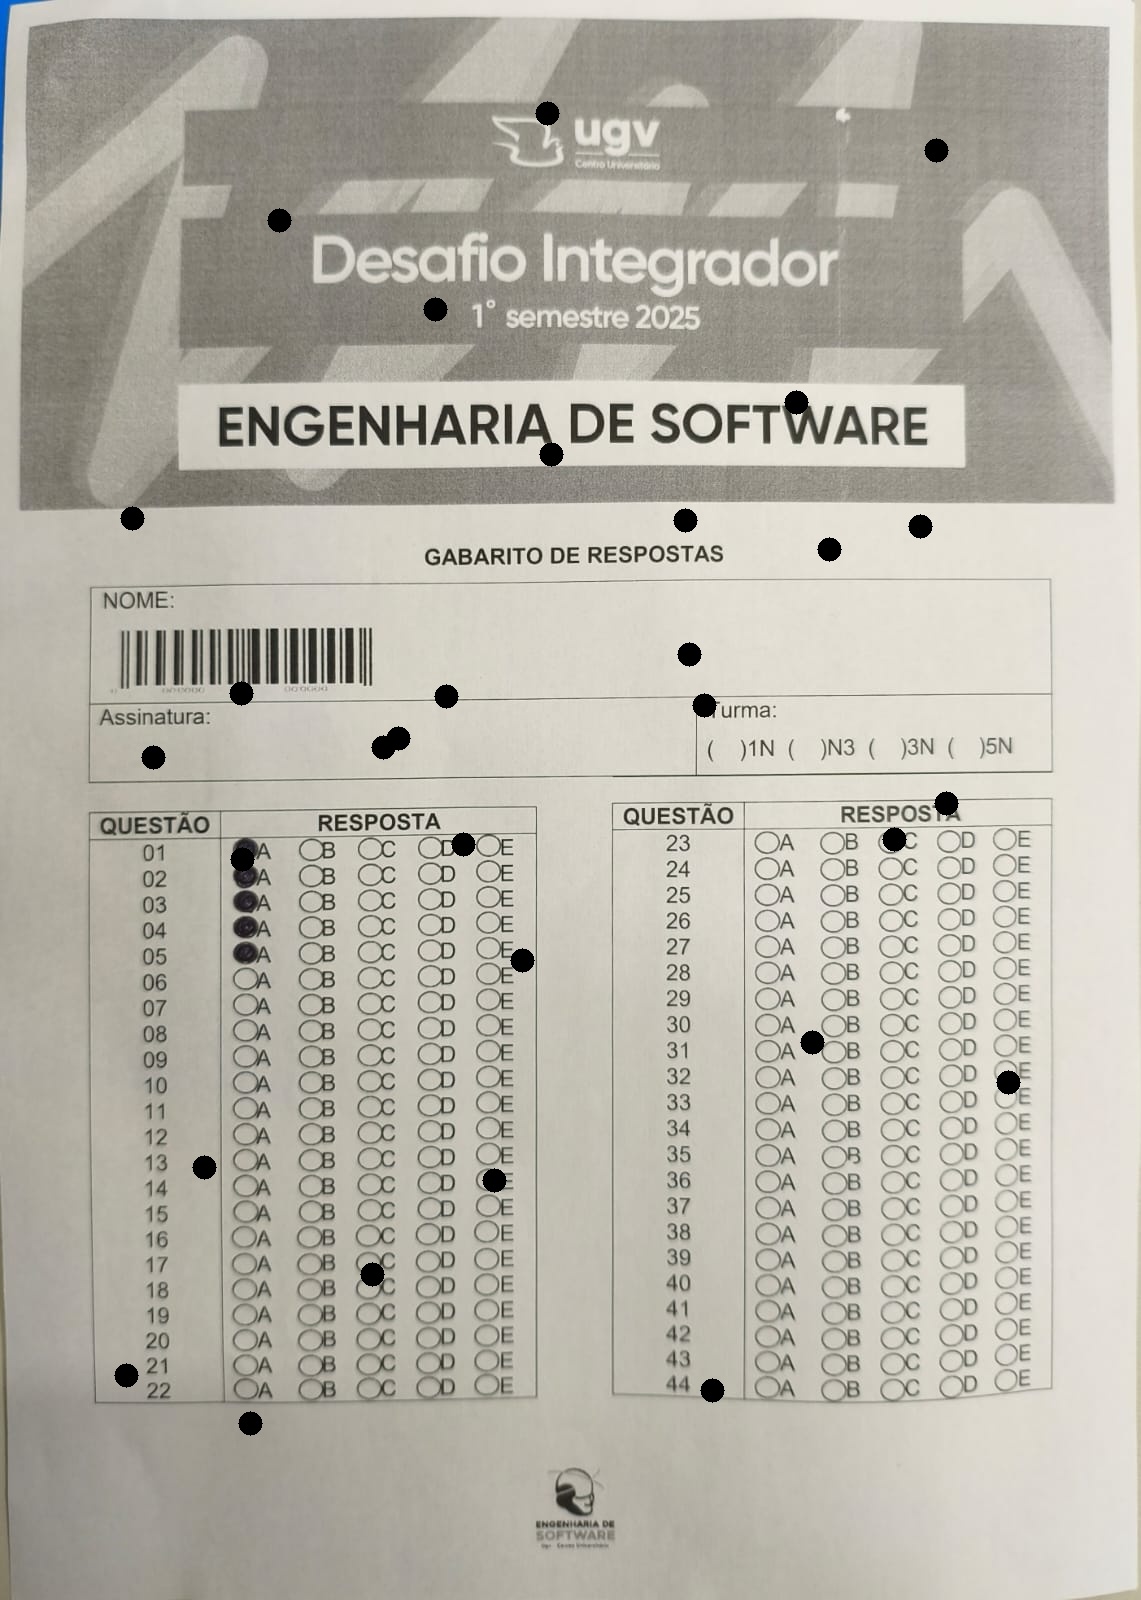 ugv
Centro Universitário
Desafio Integrador
1° semestre 2025
ENGENHARIA DE SOFTWARE
GABARITO DE RESPOSTAS
NOME:
Assinatura:
Turma:
( )1N ( )N3 ( )3N ( )5N
QUESTÃO RESPOSTA
01 A B C D E
02 A B C D E
03 A B C D E
04 A B C D E
05 A B C D E
06 A B C D E
07 A B C D E
08 A B C D E
09 A B C D E
10 A B C D E
11 A B C D E
12 A B C D E
13 A B C D E
14 A B C D E
15 A B C D E
16 A B C D E
17 A B C D E
18 A B C D E
19 A B C D E
20 A B C D E
21 A B C D E
22 A B C D E
QUESTÃO RESPOSTA
23 A B C D E
24 A B C D E
25 A B C D E
26 A B C D E
27 A B C D E
28 A B C D E
29 A B C D E
30 A B C D E
31 A B C D E
32 A B C D E
33 A B C D E
34 A B C D E
35 A B C D E
36 A B C D E
37 A B C D E
38 A B C D E
39 A B C D E
40 A B C D E
41 A B C D E
42 A B C D E
43 A B C D E
44 A B C D E
ENGENHARIA DE
SOFTWARE